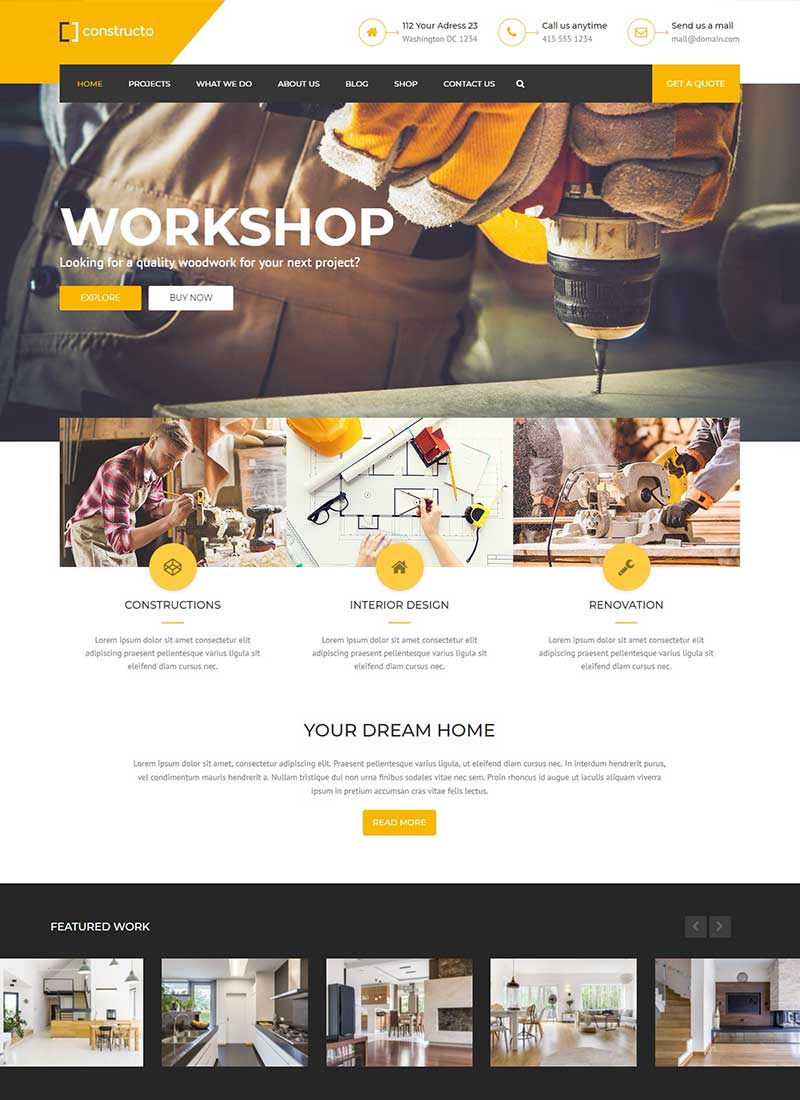 constructo
112 Your Adress 23
Washington DC 1234
Call us anytime
415 555 1234
Send us a mail
mail@domain.com
HOME PROJECTS WHAT WE DO ABOUT US BLOG SHOP CONTACT US
GET A QUOTE
WORKSHOP
Looking for a quality woodwork for your next project?
EXPLORE BUY NOW
CONSTRUCTIONS
Lorem ipsum dolor sit amet consectetur elit
adipiscing praesent pellentesque varius ligula sit
eleifend diam cursus nec.
INTERIOR DESIGN
Lorem ipsum dolor sit amet consectetur elit
adipiscing praesent pellentesque varius ligula sit
eleifend diam cursus nec.
RENOVATION
Lorem ipsum dolor sit amet consectetur elit
adipiscing praesent pellentesque varius ligula sit
eleifend diam cursus nec.
YOUR DREAM HOME
Lorem ipsum dolor sit amet, consectetur adipiscing elit. Praesent pellentesque varius ligula, ut eleifend diam cursus nec. In interdum hendrerit purus,
vel condimentum mauris hendrerit a. Nullam tristique dui non urna finibus sodales vitae nec sem. Proin rhoncus id augue ut iaculis aliquam viverra
ipsum in pretium accumsan cras vitae felis lectus.
READ MORE
FEATURED WORK